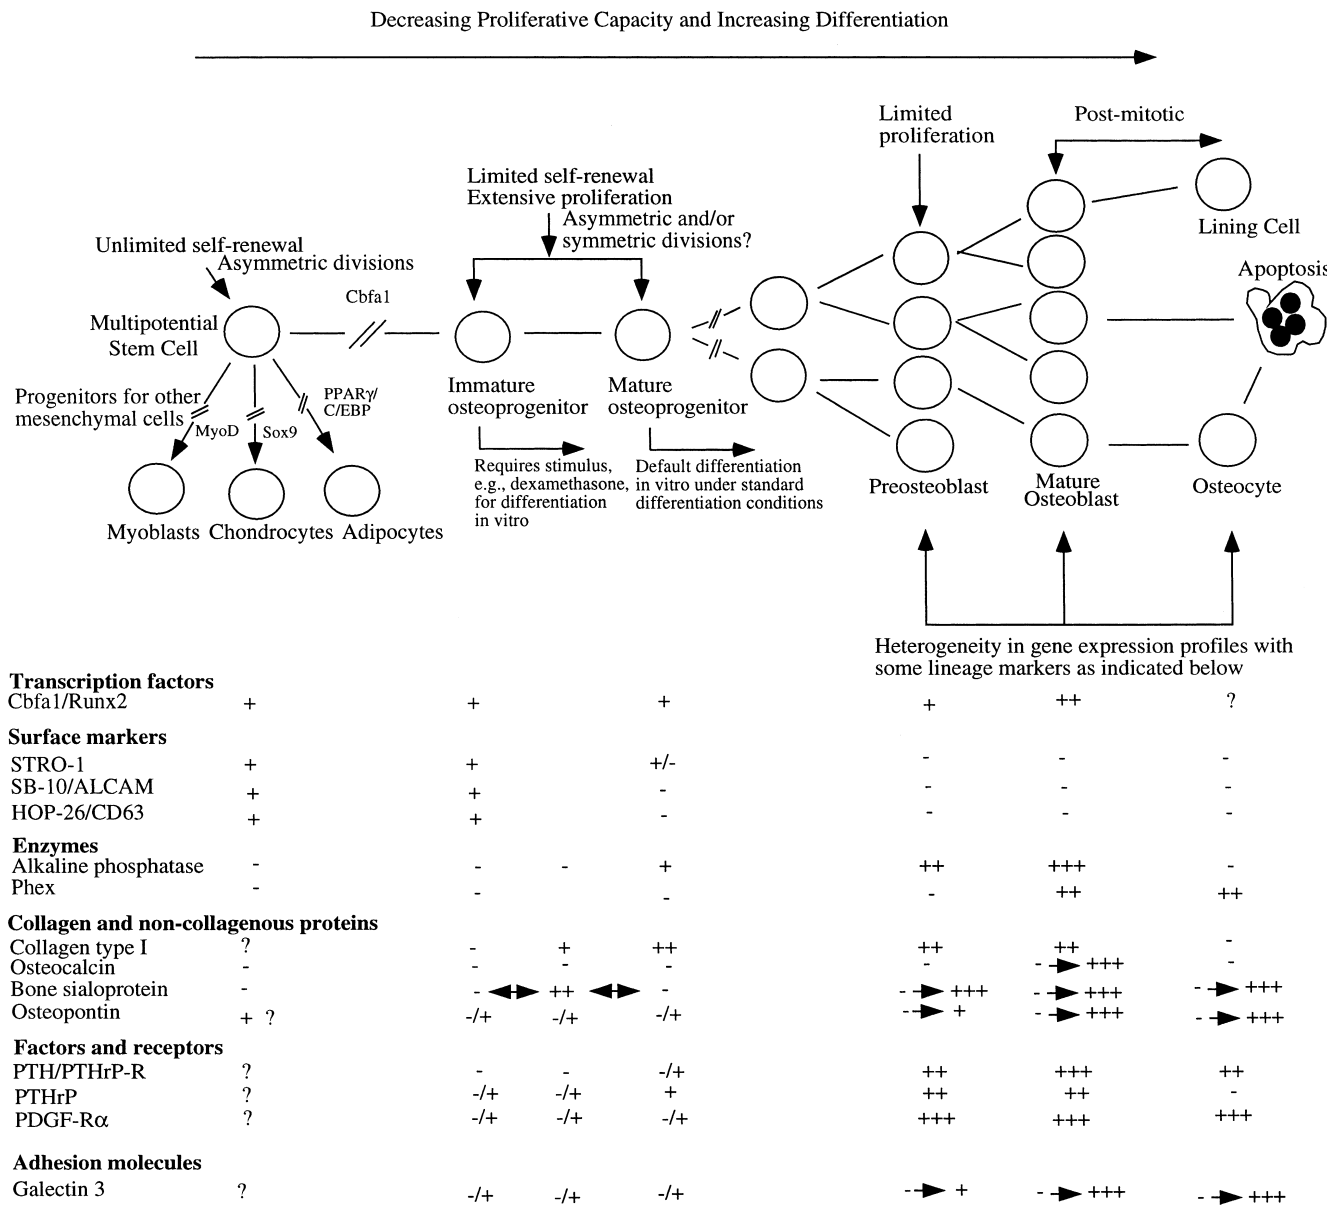 Decreasing Proliferative Capacity and Increasing Differentiation
Limited
proliferation
Post-mitotic
Limited self-renewal
Extensive proliferation
Asymmetric and/or
symmetric divisions?
Lining Cell
Unlimited self-renewal
Asymmetric divisions
Apoptosis
Cbfa1
Multipotential
Stem Cell
Immature
osteoprogenitor
Mature
osteoprogenitor
Progenitors for other
mesenchymal cells
MyoD
Sox9
PPARγ/
C/EBP
Requires stimulus,
e.g., dexamethasone,
for differentiation
in vitro
Default differentiation
in vitro under standard
differentiation conditions
Preosteoblast
Mature
Osteoblast
Osteocyte
Myoblasts Chondrocytes Adipocytes
Heterogeneity in gene expression profiles with
some lineage markers as indicated below
Transcription factors
Cbfa1/Runx2 + + + + ++ ?
Surface markers
STRO-1 + + +/- - - -
SB-10/ALCAM + + - - - -
HOP-26/CD63 + + - - - -
Enzymes
Alkaline phosphatase - - - + ++ +++ -
Phex - - - - ++ ++
Collagen and non-collagenous proteins
Collagen type I ? - + ++ ++ ++ -
Osteocalcin - - - - - - → +++ -
Bone sialoprotein - - ↔ ++ ↔ - - → +++ - → +++ - → +++
Osteopontin + ? -/+ -/+ -/+ - → + - → +++ - → +++
Factors and receptors
PTH/PTHrP-R ? - - -/+ ++ +++ ++
PTHrP ? -/+ -/+ + ++ ++ -
PDGF-Rα ? -/+ -/+ -/+ +++ +++ +++
Adhesion molecules
Galectin 3 ? -/+ -/+ -/+ - → + - → +++ - → +++